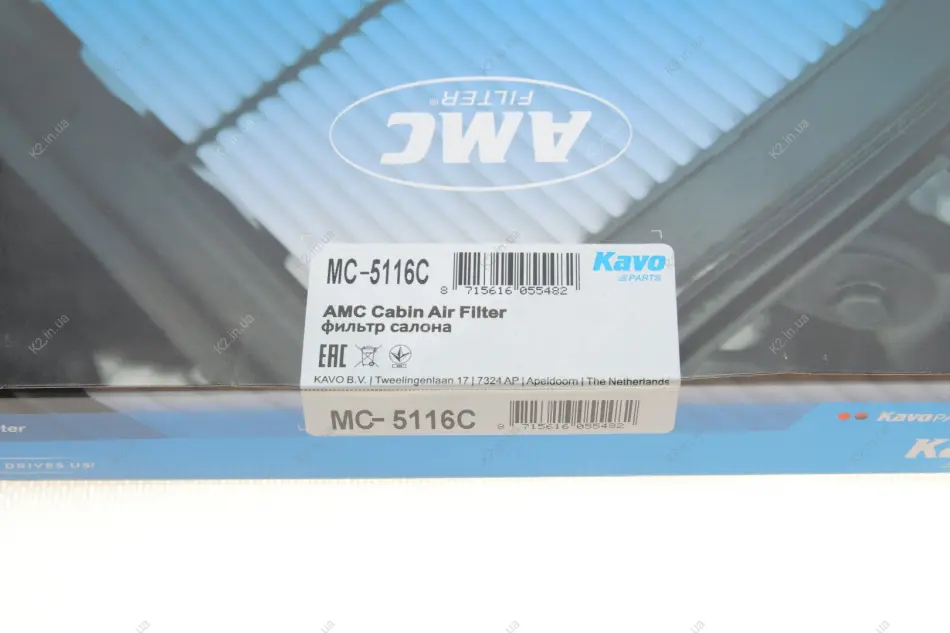 AMC
FILTER®
MC-5116C
8 715616 055482
Kavo
PARTS
AMC Cabin Air Filter
фильтр салона
EAC
KAVO B.V. | Tweelingenlaan 17 | 7324 AP | Apeldoorn | The Netherlands
MC- 5116C
8 715616 055482
DRIVES US!
KavoPA
K2.in.ua